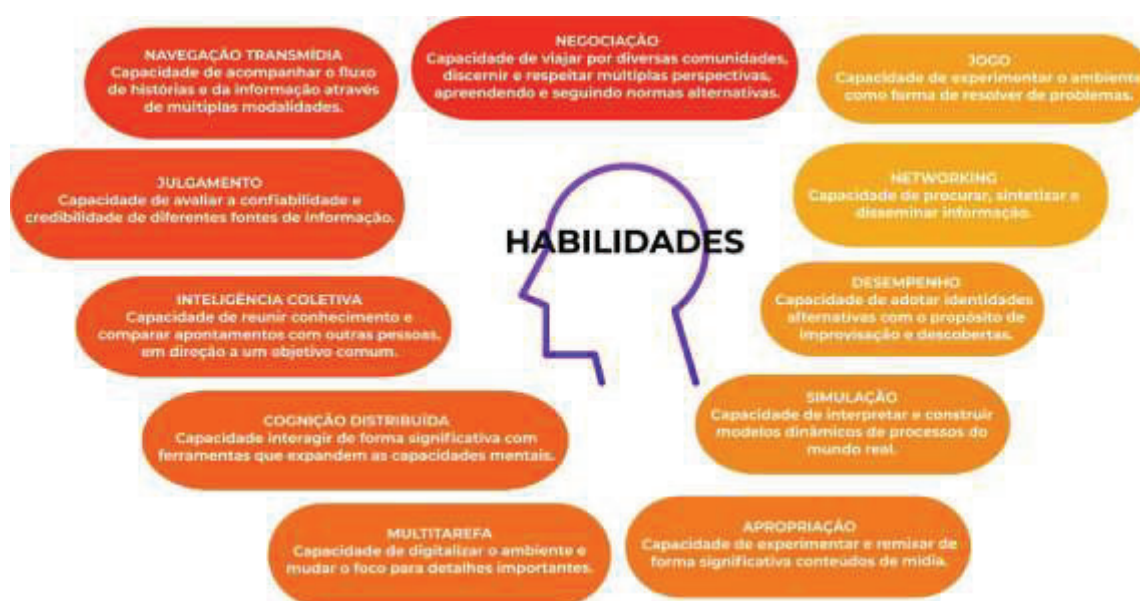 NAVEGAÇÃO TRANSMÍDIA
Capacidade de acompanhar o fluxo
de histórias e da informação através
de múltiplas modalidades.
NEGOCIAÇÃO
Capacidade de viajar por diversas comunidades,
discernir e respeitar múltiplas perspectivas,
apreendendo e seguindo normas alternativas.
JOGO
Capacidade de experimentar o ambiente
como forma de resolver de problemas.
JULGAMENTO
Capacidade de avaliar a confiabilidade e
credibilidade de diferentes fontes de informação.
NETWORKING
Capacidade de procurar, sintetizar e
disseminar informação.
HABILIDADES
INTELIGÊNCIA COLETIVA
Capacidade de reunir conhecimento e
comparar apontamentos com outras pessoas,
em direção a um objetivo comum.
DESEMPENHO
Capacidade de adotar identidades
alternativas com o propósito de
improvisação e descobertas.
COGNIÇÃO DISTRIBUÍDA
Capacidade interagir de forma significativa com
ferramentas que expandem as capacidades mentais.
SIMULAÇÃO
Capacidade de interpretar e construir
modelos dinâmicos de processos do
mundo real.
MULTITAREFA
Capacidade de digitalizar o ambiente e
mudar o foco para detalhes importantes.
APROPRIAÇÃO
Capacidade de experimentar e remixar de
forma significativa conteúdos de mídia.